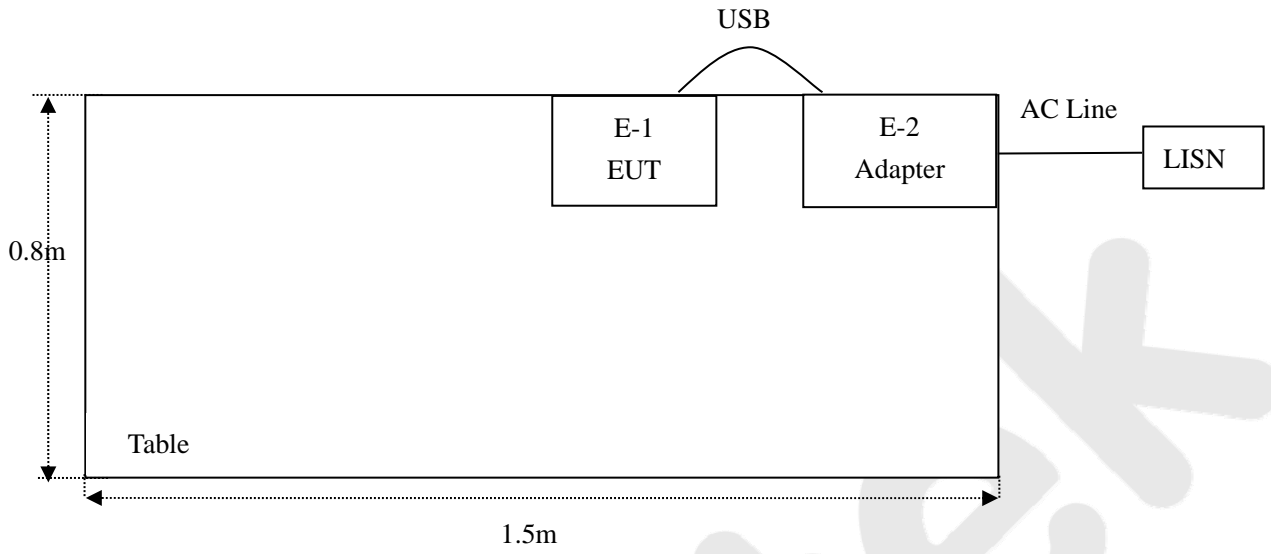 USB
E-1
EUT
E-2
Adapter
AC Line
LISN
0.8m
Table
1.5m